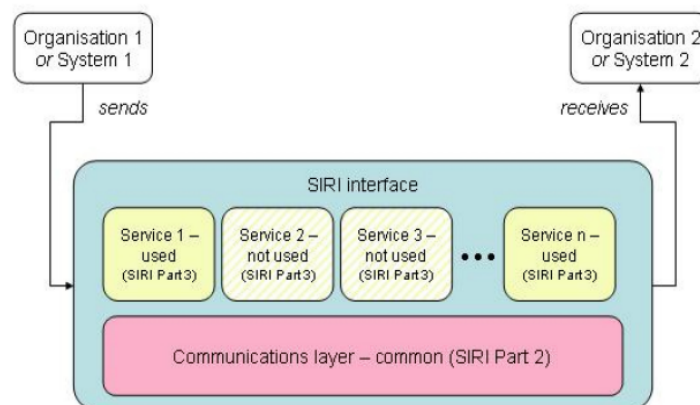 Organisation 1
or System 1
Organisation 2
or System 2
sends
receives
SIRI interface
Service 1 –
used
(SIRI Part3)
Service 2 –
not used
(SIRI Part3)
Service 3 –
not used
(SIRI Part3)
•••
Service n –
used
(SIRI Part3)
Communications layer – common (SIRI Part 2)